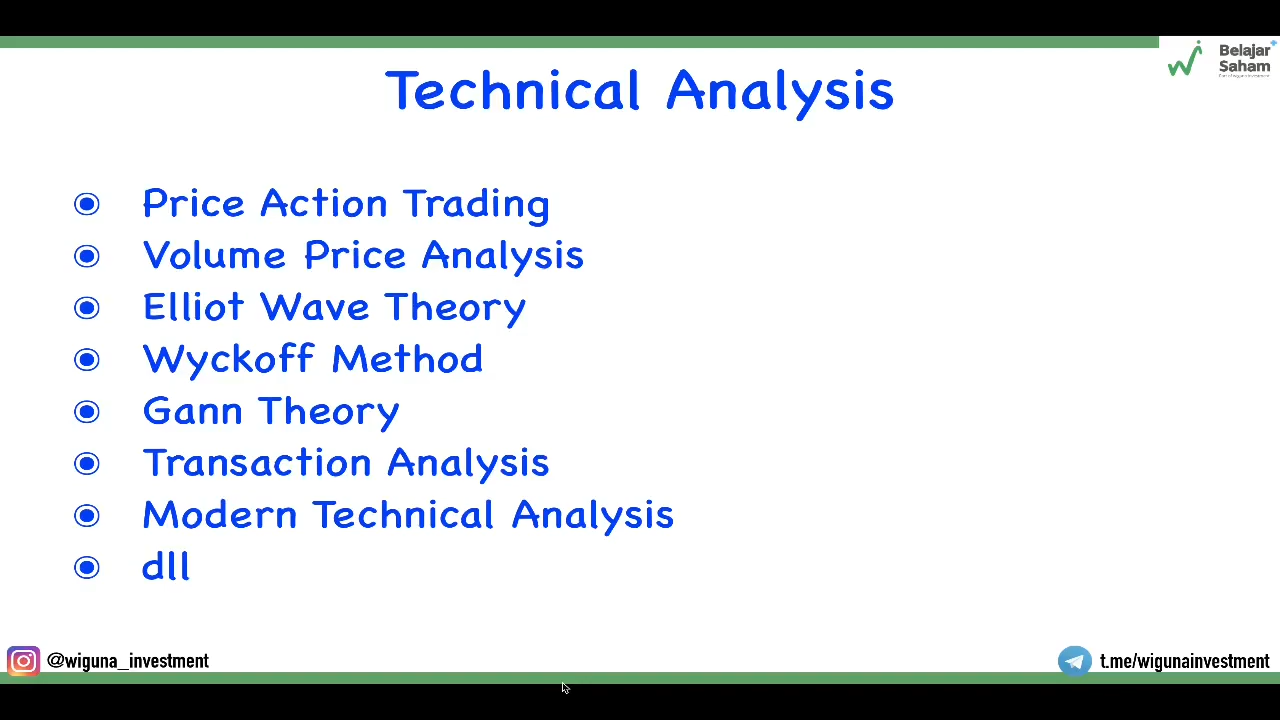 Belajar
Saham
Technical Analysis
Price Action Trading
Volume Price Analysis
Elliot Wave Theory
Wyckoff Method
Gann Theory
Transaction Analysis
Modern Technical Analysis
dll
@wiguna_investment
t.me/wigunainvestment